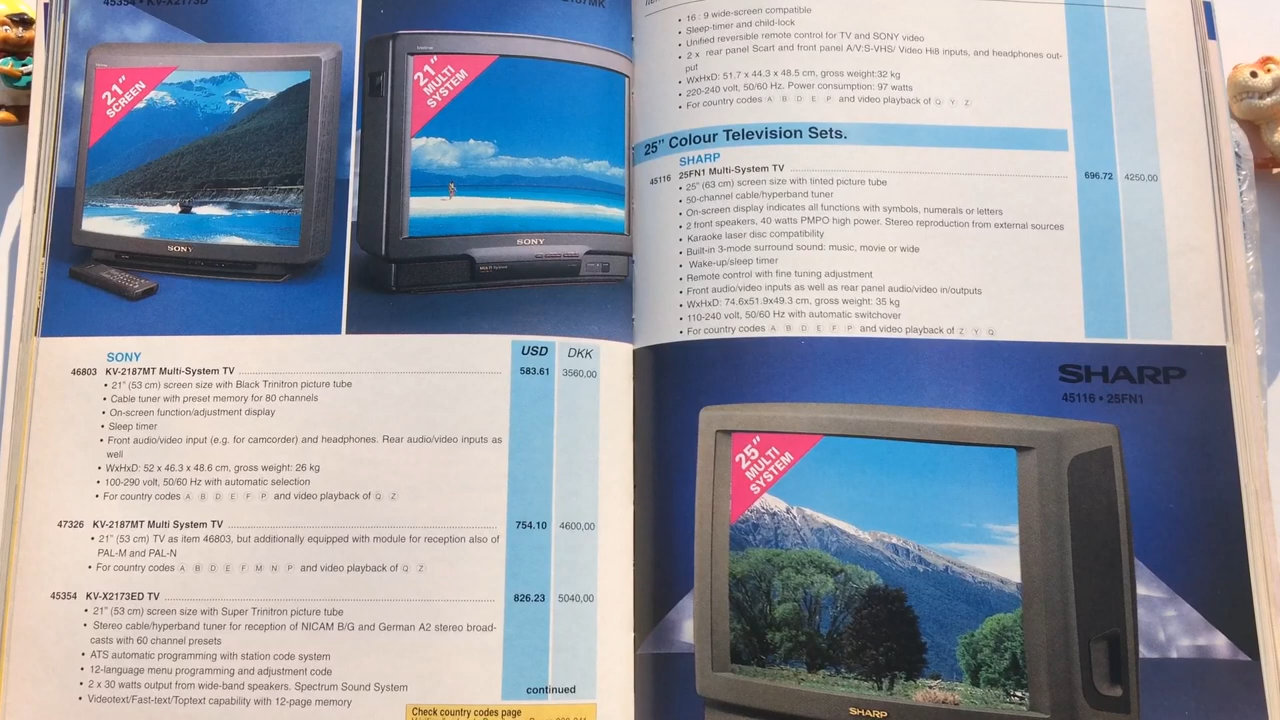 45354 • KV-X2173D
21" SCREEN
SONY
21" MULTI SYSTEM
SONY
SONY
USD DKK
46803 KV-2187MT Multi-System TV 583.61 3560,00
• 21" (53 cm) screen size with Black Trinitron picture tube
• Cable tuner with preset memory for 80 channels
• On-screen function/adjustment display
• Sleep timer
• Front audio/video input (e.g. for camcorder) and headphones. Rear audio/video inputs as
well
• WxHxD: 52 x 46.3 x 48.6 cm, gross weight: 26 kg
• 100-290 volt, 50/60 Hz with automatic selection
• For country codes A B D E F P and video playback of Q Z
47326 KV-2187MT Multi System TV 754.10 4600,00
• 21" (53 cm) TV as item 46803, but additionally equipped with module for reception also of
PAL-M and PAL-N
• For country codes A B D E F M N P and video playback of Q Z
45354 KV-X2173ED TV 826.23 5040,00
• 21" (53 cm) screen size with Super Trinitron picture tube
• Stereo cable/hyperband tuner for reception of NICAM B/G and German A2 stereo broad-
casts with 60 channel presets
• ATS automatic programming with station code system
• 12-language menu programming and adjustment code
• 2 x 30 watts output from wide-band speakers. Spectrum Sound System
• Videotext/Fast-text/Toptext capability with 12-page memory
continued
Check country codes page
• 16 : 9 wide-screen compatible
• Sleep-timer and child-lock
• Unified reversible remote control for TV and SONY video
• 2 x rear panel Scart and front panel A/V:S-VHS/ Video Hi8 inputs, and headphones out-
put
• WxHxD: 51.7 x 44.3 x 48.5 cm, gross weight:32 kg
• 220-240 volt, 50/60 Hz. Power consumption: 97 watts
• For country codes A B D E P and video playback of Q Y Z
25" Colour Television Sets.
SHARP
45116 25FN1 Multi-System TV 696.72 4250,00
• 25" (63 cm) screen size with tinted picture tube
• 50-channel cable/hyperband tuner
• On-screen display indicates all functions with symbols, numerals or letters
• 2 front speakers, 40 watts PMPO high power. Stereo reproduction from external sources
• Karaoke laser disc compatibility
• Built-in 3-mode surround sound: music, movie or wide
• Wake-up/sleep timer
• Remote control with fine tuning adjustment
• Front audio/video inputs as well as rear panel audio/video in/outputs
• WxHxD: 74.6x51.9x49.3 cm, gross weight: 35 kg
• 110-240 volt, 50/60 Hz with automatic switchover
• For country codes A B D E F P and video playback of Z Y Q
SHARP
45116 • 25FN1
25" MULTI SYSTEM
SHARP